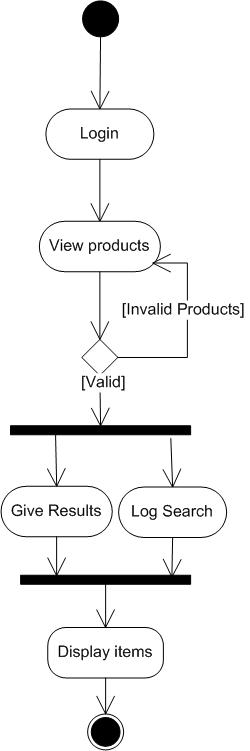 Login
View products
[Invalid Products]
[Valid]
Give Results
Log Search
Display items